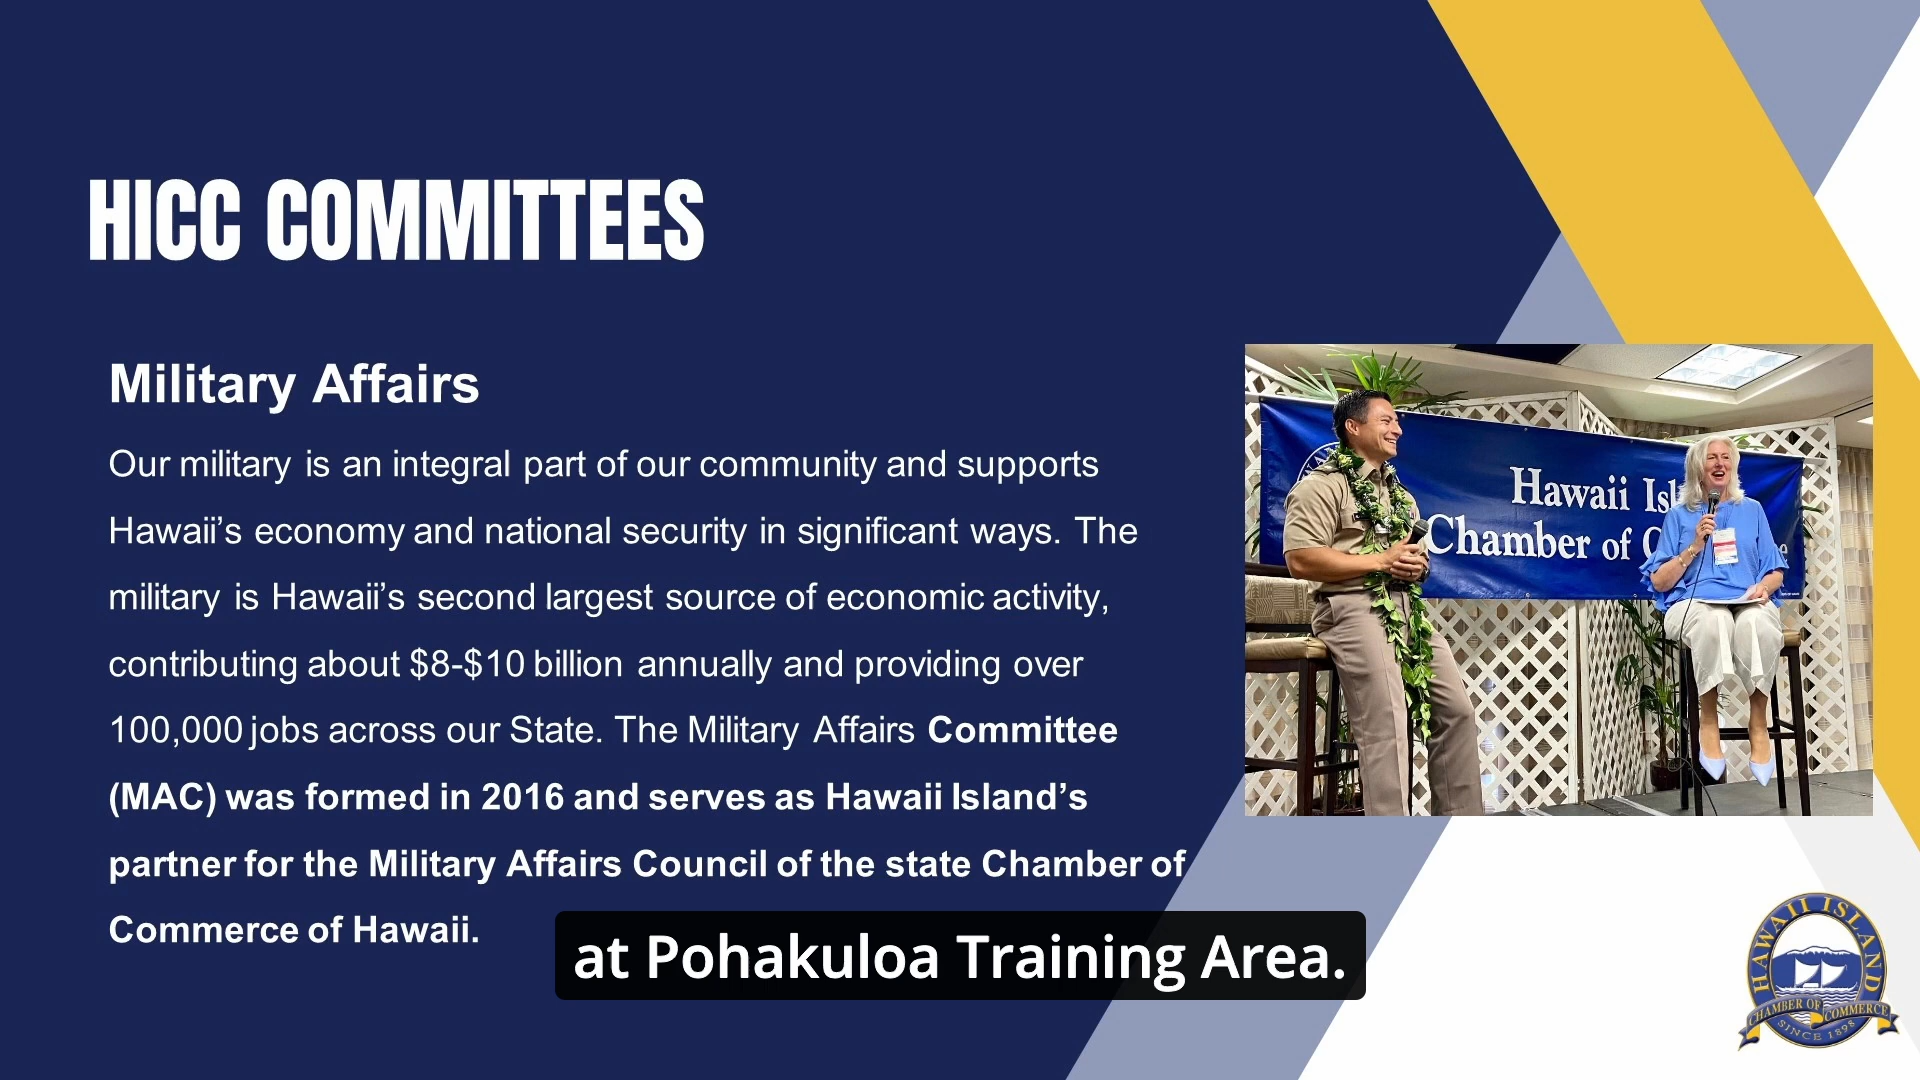 HICC COMMITTEES
Military Affairs
Our military is an integral part of our community and supports
Hawaii’s economy and national security in significant ways. The
military is Hawaii’s second largest source of economic activity,
contributing about $8-$10 billion annually and providing over
100,000 jobs across our State. The Military Affairs Committee
(MAC) was formed in 2016 and serves as Hawaii Island’s
partner for the Military Affairs Council of the state Chamber of
Commerce of Hawaii.
Hawaii Isl
Chamber of C
at Pohakuloa Training Area.
HAWAII ISLAND
CHAMBER OF COMMERCE
SINCE 1898